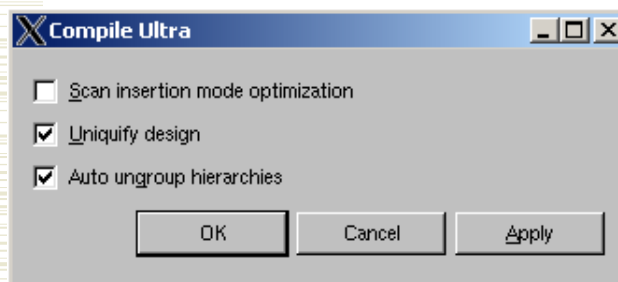 Compile Ultra
Scan insertion mode optimization
Uniquify design
Auto ungroup hierarchies
OK Cancel Apply